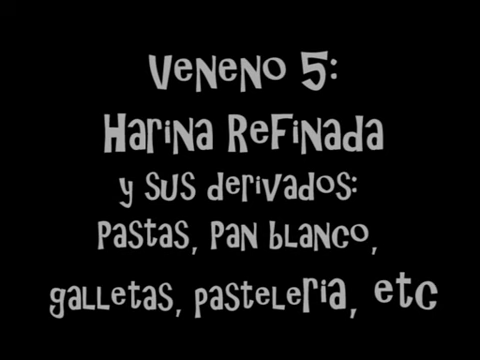 Veneno 5:
Harina Refinada
y sus derivados:
pastas, pan blanco,
galletas, pasteleria, etc